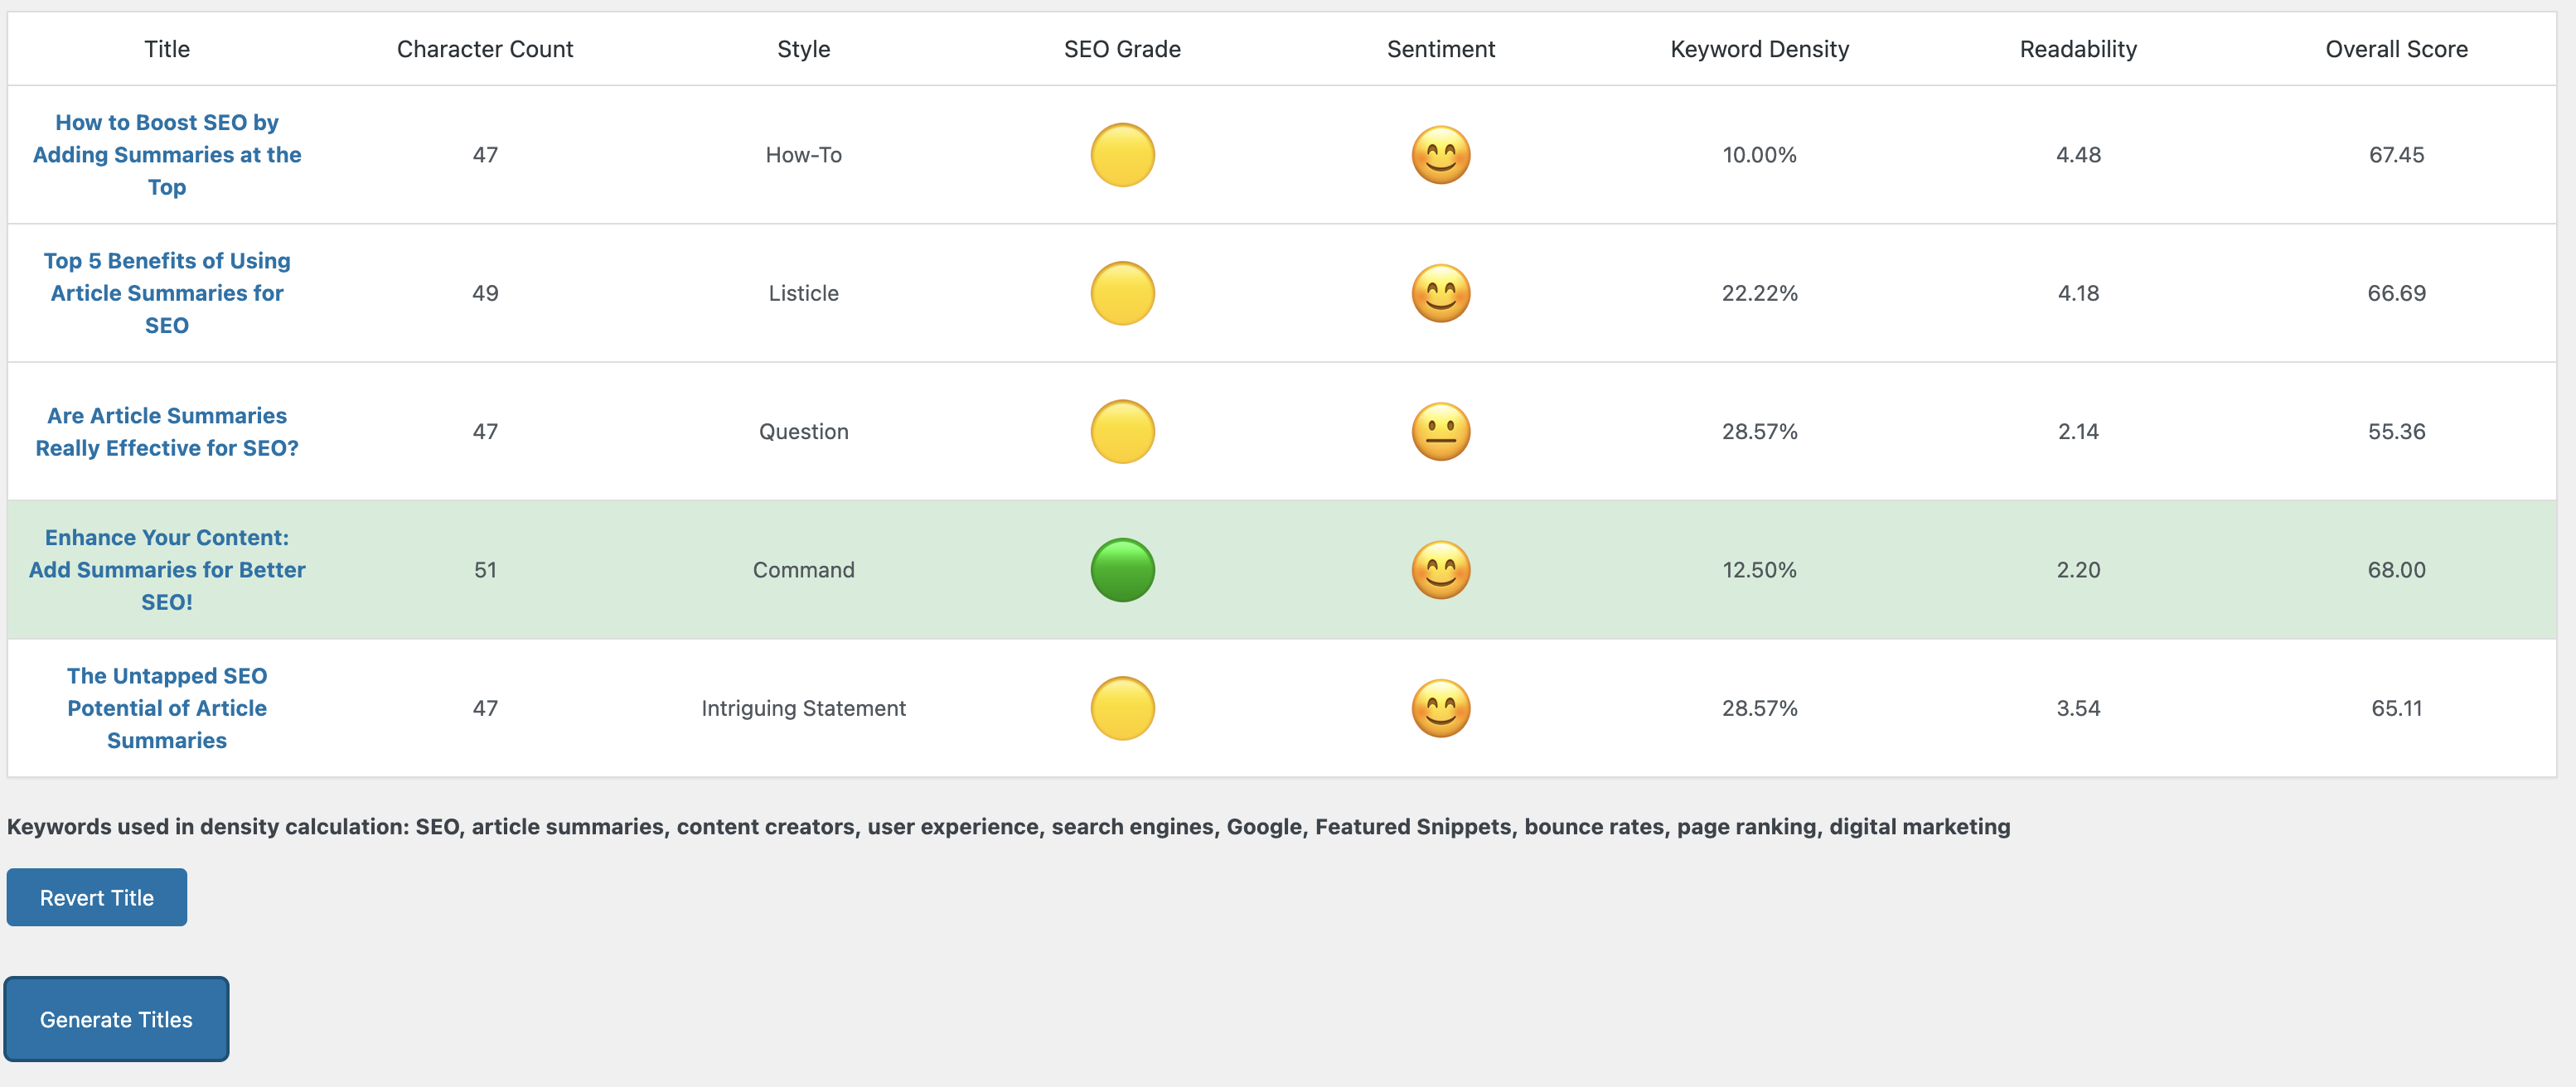 Title Character Count Style SEO Grade Sentiment Keyword Density Readability Overall Score
How to Boost SEO by
Adding Summaries at the
Top
47 How-To 10.00% 4.48 67.45
Top 5 Benefits of Using
Article Summaries for
SEO
49 Listicle 22.22% 4.18 66.69
Are Article Summaries
Really Effective for SEO?
47 Question 28.57% 2.14 55.36
Enhance Your Content:
Add Summaries for Better
SEO!
51 Command 12.50% 2.20 68.00
The Untapped SEO
Potential of Article
Summaries
47 Intriguing Statement 28.57% 3.54 65.11
Keywords used in density calculation: SEO, article summaries, content creators, user experience, search engines, Google, Featured Snippets, bounce rates, page ranking, digital marketing
Revert Title
Generate Titles